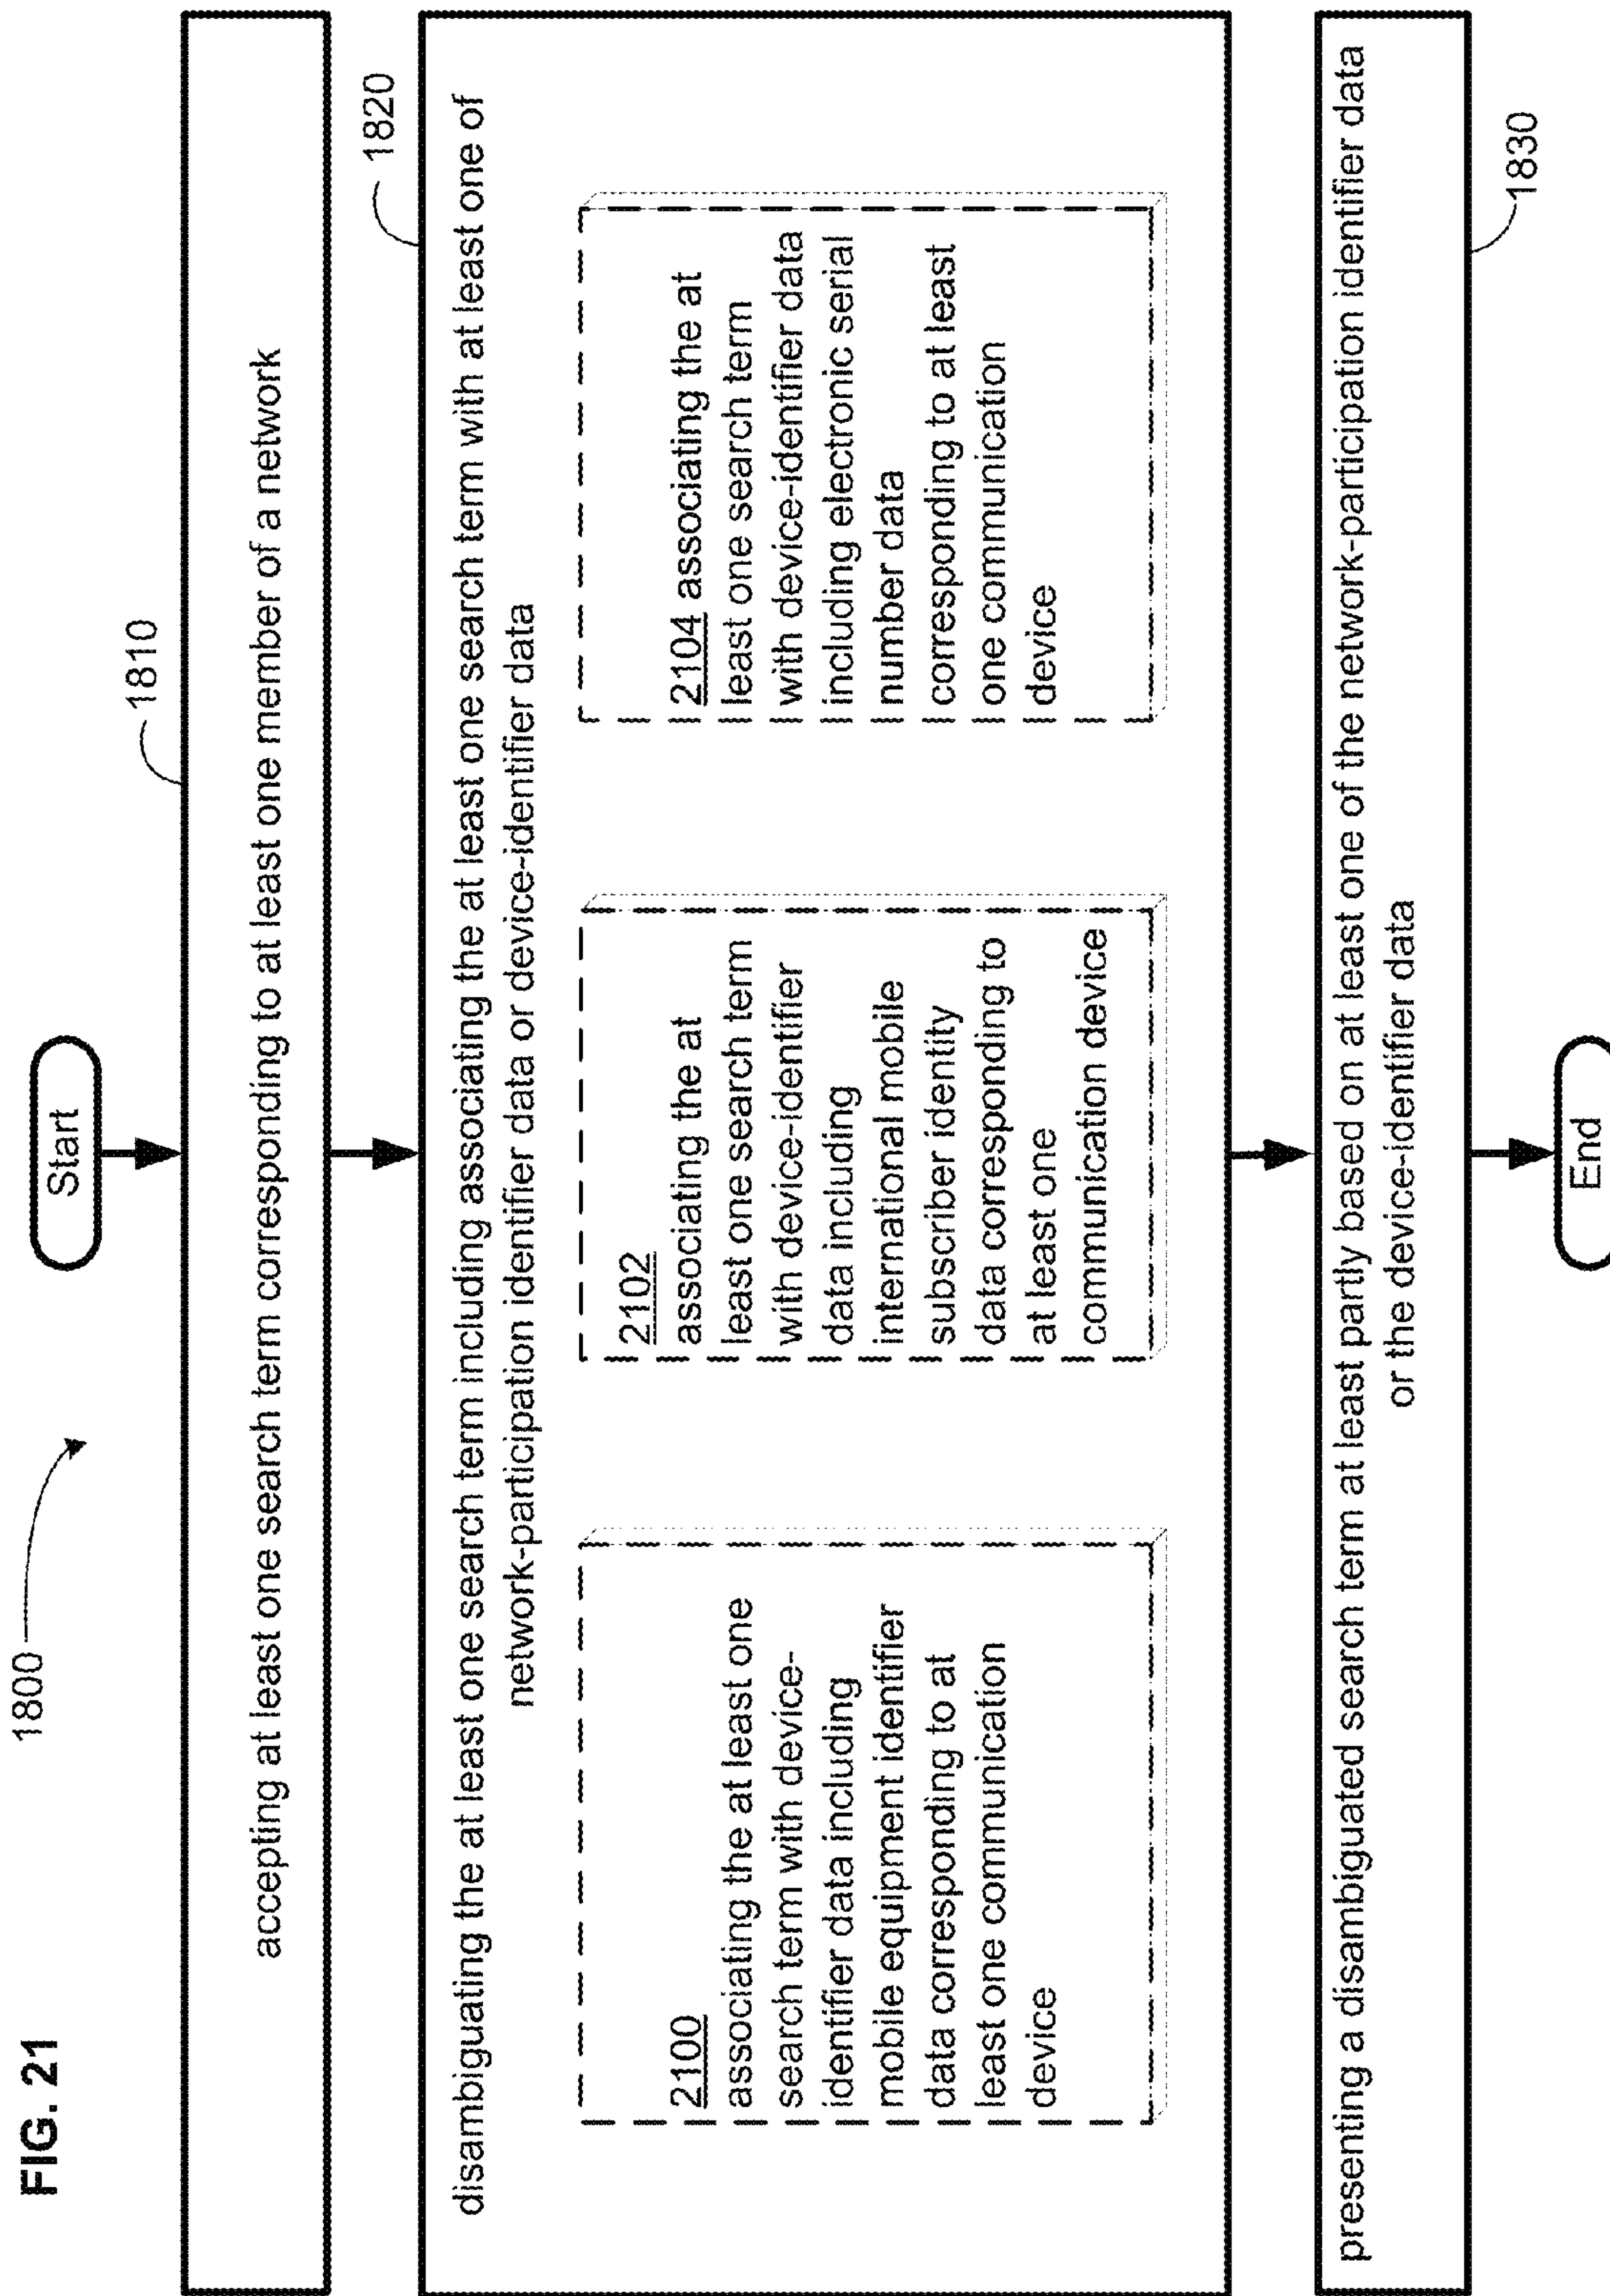 FIG. 21
1800
Start
1810
accepting at least one search term corresponding to at least one member of a network
1820
disambiguating the at least one search term including associating the at least one search term with at least one of
network-participation identifier data or device-identifier data
2100
associating the at least one
search term with device-
identifier data including
mobile equipment identifier
data corresponding to at
least one communication
device
2102
associating the at
least one search term
with device-identifier
data including
international mobile
subscriber identity
data corresponding to
at least one
communication device
2104 associating the at
least one search term
with device-identifier data
including electronic serial
number data
corresponding to at least
one communication
device
presenting a disambiguated search term at least partly based on at least one of the network-participation identifier data
or the device-identifier data
1830
End